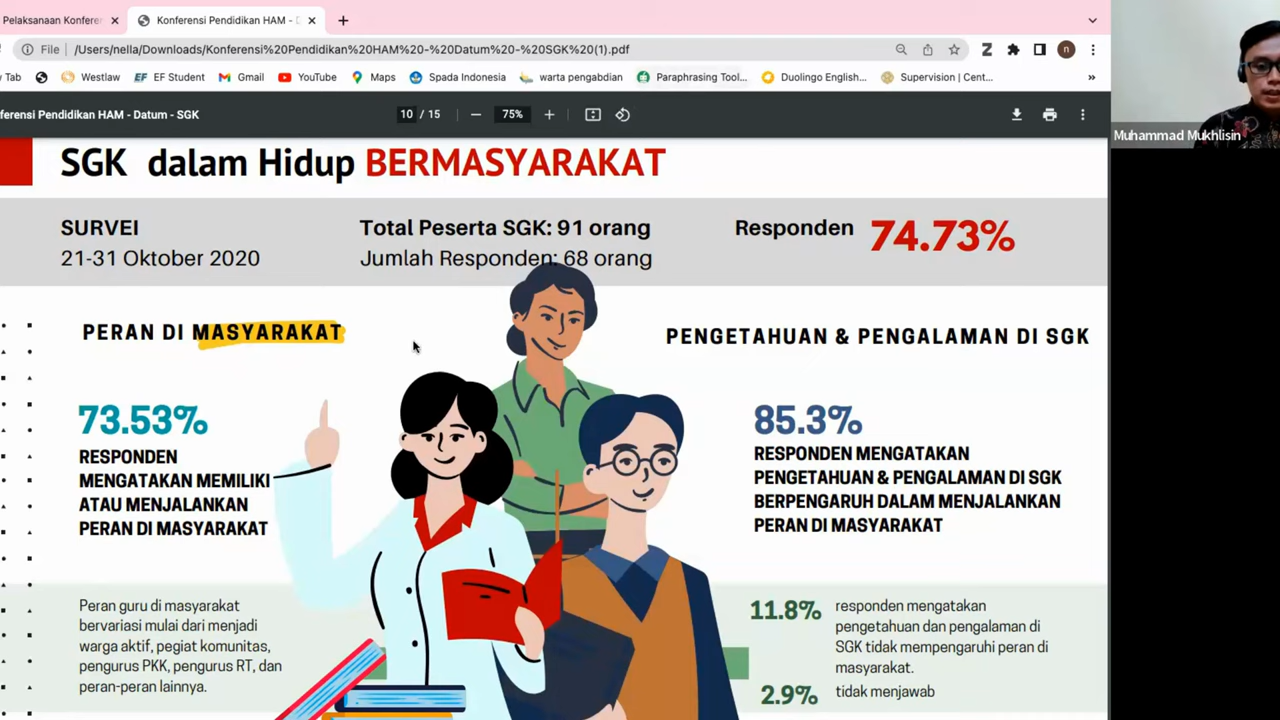 Pelaksanaan Konferen
Konferensi Pendidikan HAM - D
File
/Users/nella/Downloads/Konferensi%20Pendidikan%20HAM%20-%20Datum%20-%20SGK%20(1).pdf
Z
n
v Tab
Westlaw
EF
EF Student
Gmail
YouTube
Maps
Spada Indonesia
warta pengabdian
Paraphrasing Tool...
Duolingo English...
Supervision | Cent...
»
nferensi Pendidikan HAM - Datum - SGK
10 / 15
75%
Muhammad Mukhlisin
SGK dalam Hidup BERMASYARAKAT
SURVEI
21-31 Oktober 2020
Total Peserta SGK: 91 orang
Jumlah Responden: 68 orang
Responden 74.73%
PERAN DI MASYARAKAT
73.53%
RESPONDEN
MENGATAKAN MEMILIKI
ATAU MENJALANKAN
PERAN DI MASYARAKAT
Peran guru di masyarakat
bervariasi mulai dari menjadi
warga aktif, pegiat komunitas,
pengurus PKK, pengurus RT, dan
peran-peran lainnya.
PENGETAHUAN & PENGALAMAN DI SGK
85.3%
RESPONDEN MENGATAKAN
PENGETAHUAN & PENGALAMAN DI SGK
BERPENGARUH DALAM MENJALANKAN
PERAN DI MASYARAKAT
11.8%
responden mengatakan
pengetahuan dan pengalaman di
SGK tidak mempengaruhi peran di
masyarakat.
2.9% tidak menjawab